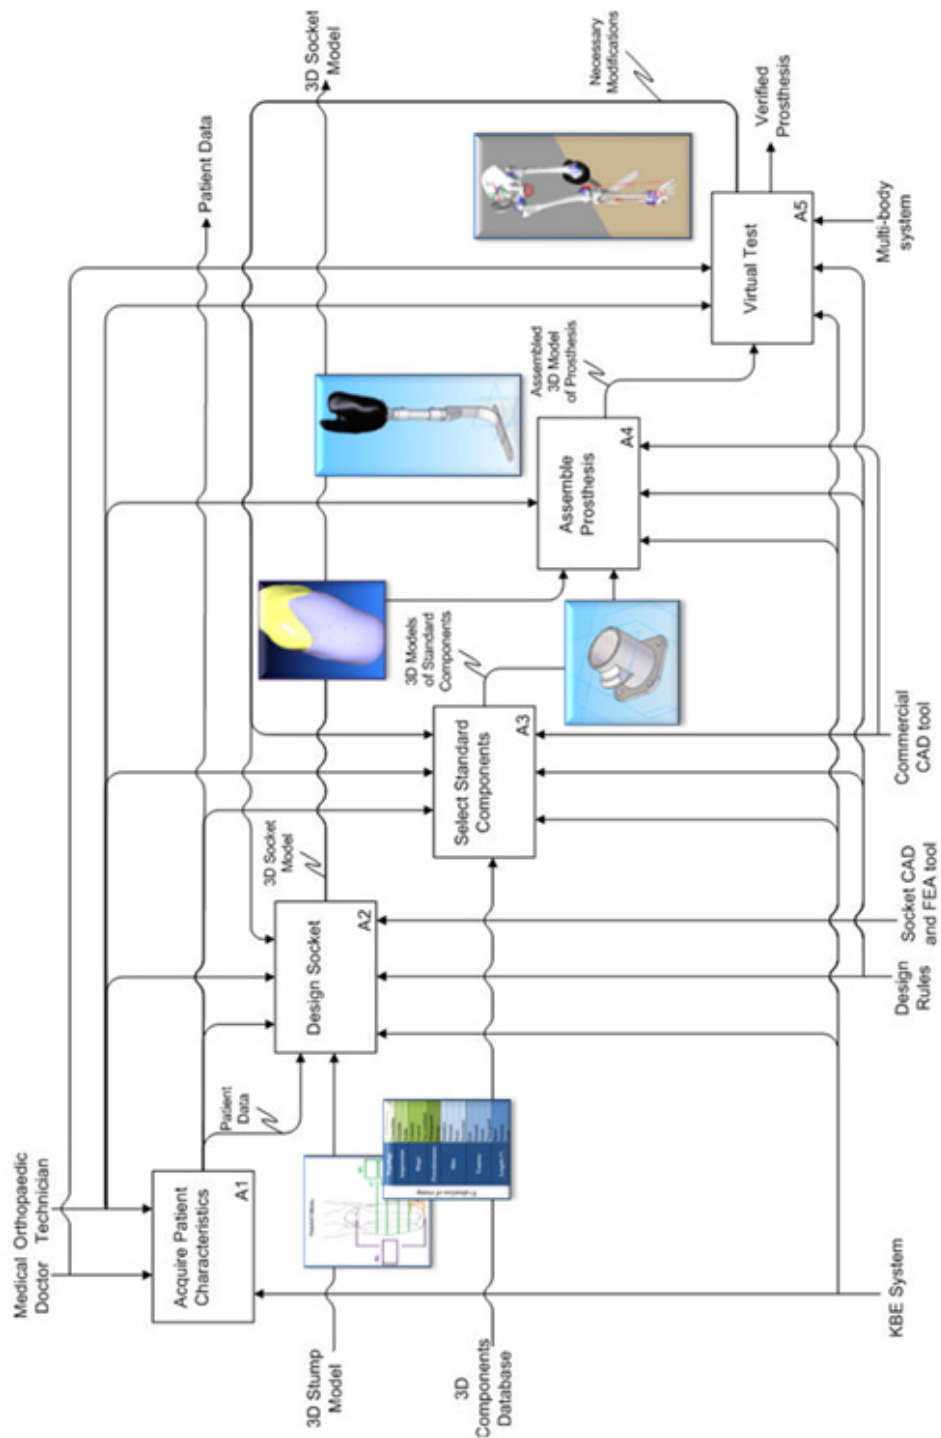 Medical
Doctor
Orthopaedic
Technician
Acquire Patient
Characteristics
A1
Patient
Data
Patient Data
3D Stump
Model
Design Socket
A2
3D Socket
Model
3D Socket
Model
3D
Components
Database
Select Standard
Components
A3
3D Models
of Standard
Components
Assemble
Prosthesis
A4
Assembled
3D Model
of Prosthesis
Virtual Test
A5
Necessary
Modifications
Verified
Prosthesis
KBE System
Design
Rules
Socket CAD
and FEA tool
Commercial
CAD tool
Multi-body
system